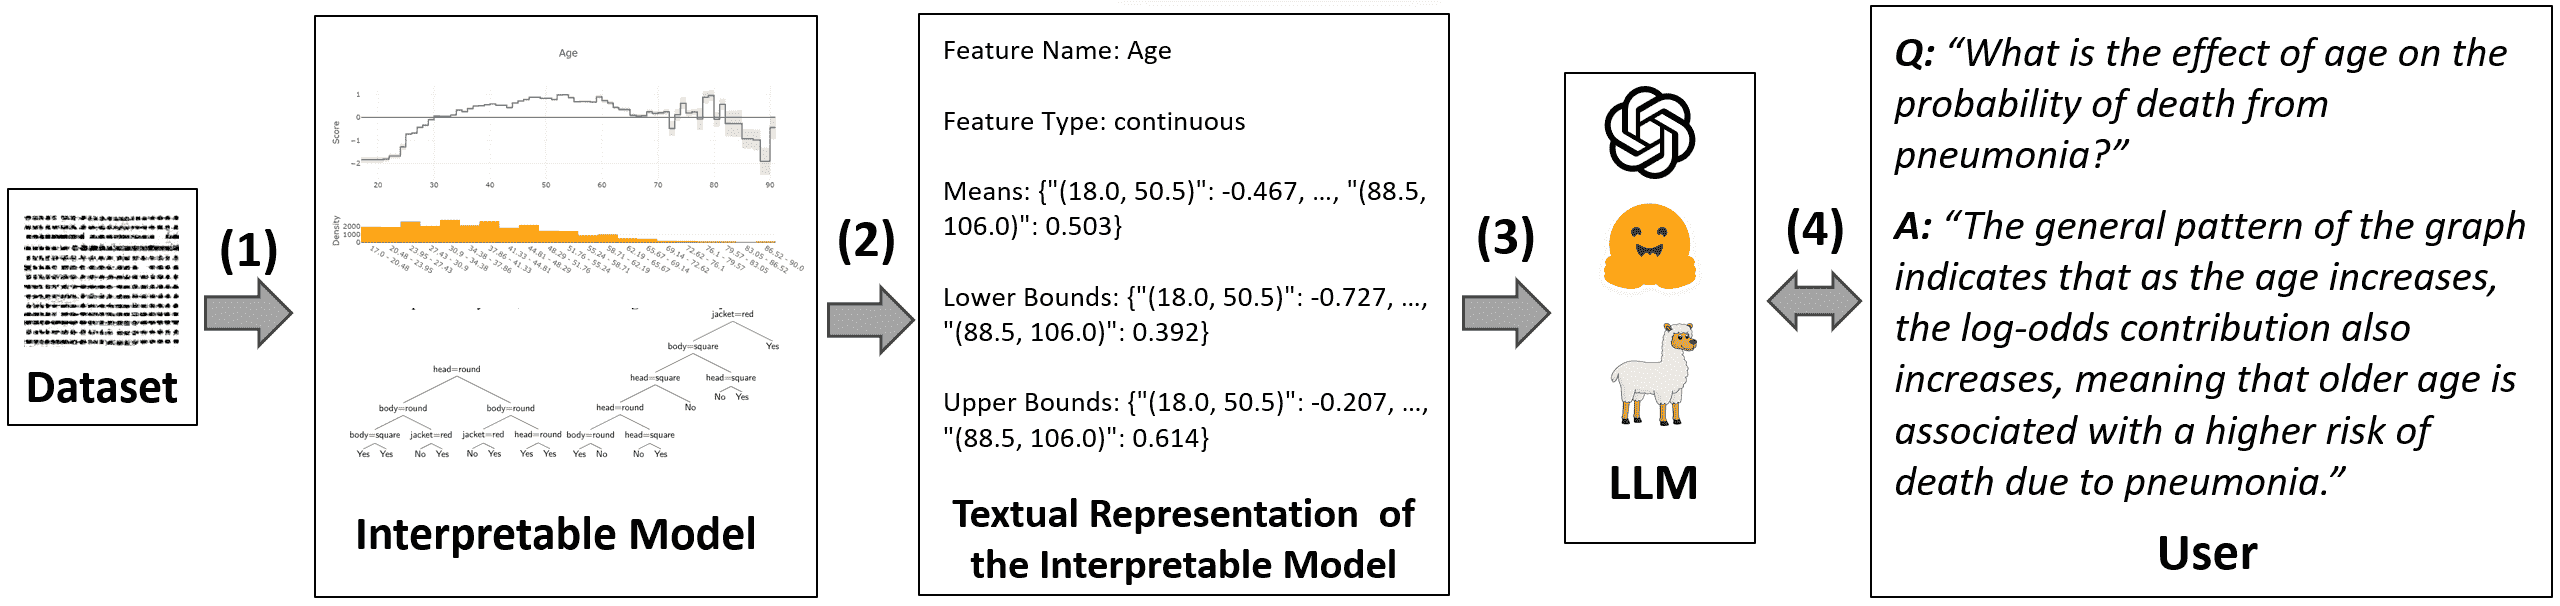 Dataset
(1)
Age
1
0
−1
−2
Score
20 30 40 50 60 70 80 90
Density
2000
1000
0
17.0 - 20.48
20.48 - 23.95
23.95 - 27.43
27.43 - 30.9
30.9 - 34.38
34.38 - 37.86
37.86 - 41.33
41.33 - 44.81
44.81 - 48.29
48.29 - 51.76
51.76 - 55.24
55.24 - 58.71
58.71 - 62.19
62.19 - 65.67
65.67 - 69.14
69.14 - 72.62
72.62 - 76.1
76.1 - 79.57
79.57 - 83.05
83.05 - 86.52
86.52 - 90.0
head=round
body=round body=round
body=square jacket=red jacket=red head=round
Yes Yes No Yes No Yes Yes Yes
jacket=red
body=square Yes
head=square head=square
head=round No No Yes
body=round head=square
Yes No No Yes
Interpretable Model
(2)
Feature Name: Age
Feature Type: continuous
Means: {"(18.0, 50.5)": -0.467, …, "(88.5,
106.0)": 0.503}
Lower Bounds: {"(18.0, 50.5)": -0.727, …,
"(88.5, 106.0)": 0.392}
Upper Bounds: {"(18.0, 50.5)": -0.207, …,
"(88.5, 106.0)": 0.614}
Textual Representation of
the Interpretable Model
(3)
LLM
(4)
Q: “What is the effect of age on the
probability of death from
pneumonia?”
A: “The general pattern of the graph
indicates that as the age increases,
the log-odds contribution also
increases, meaning that older age is
associated with a higher risk of
death due to pneumonia.”
User